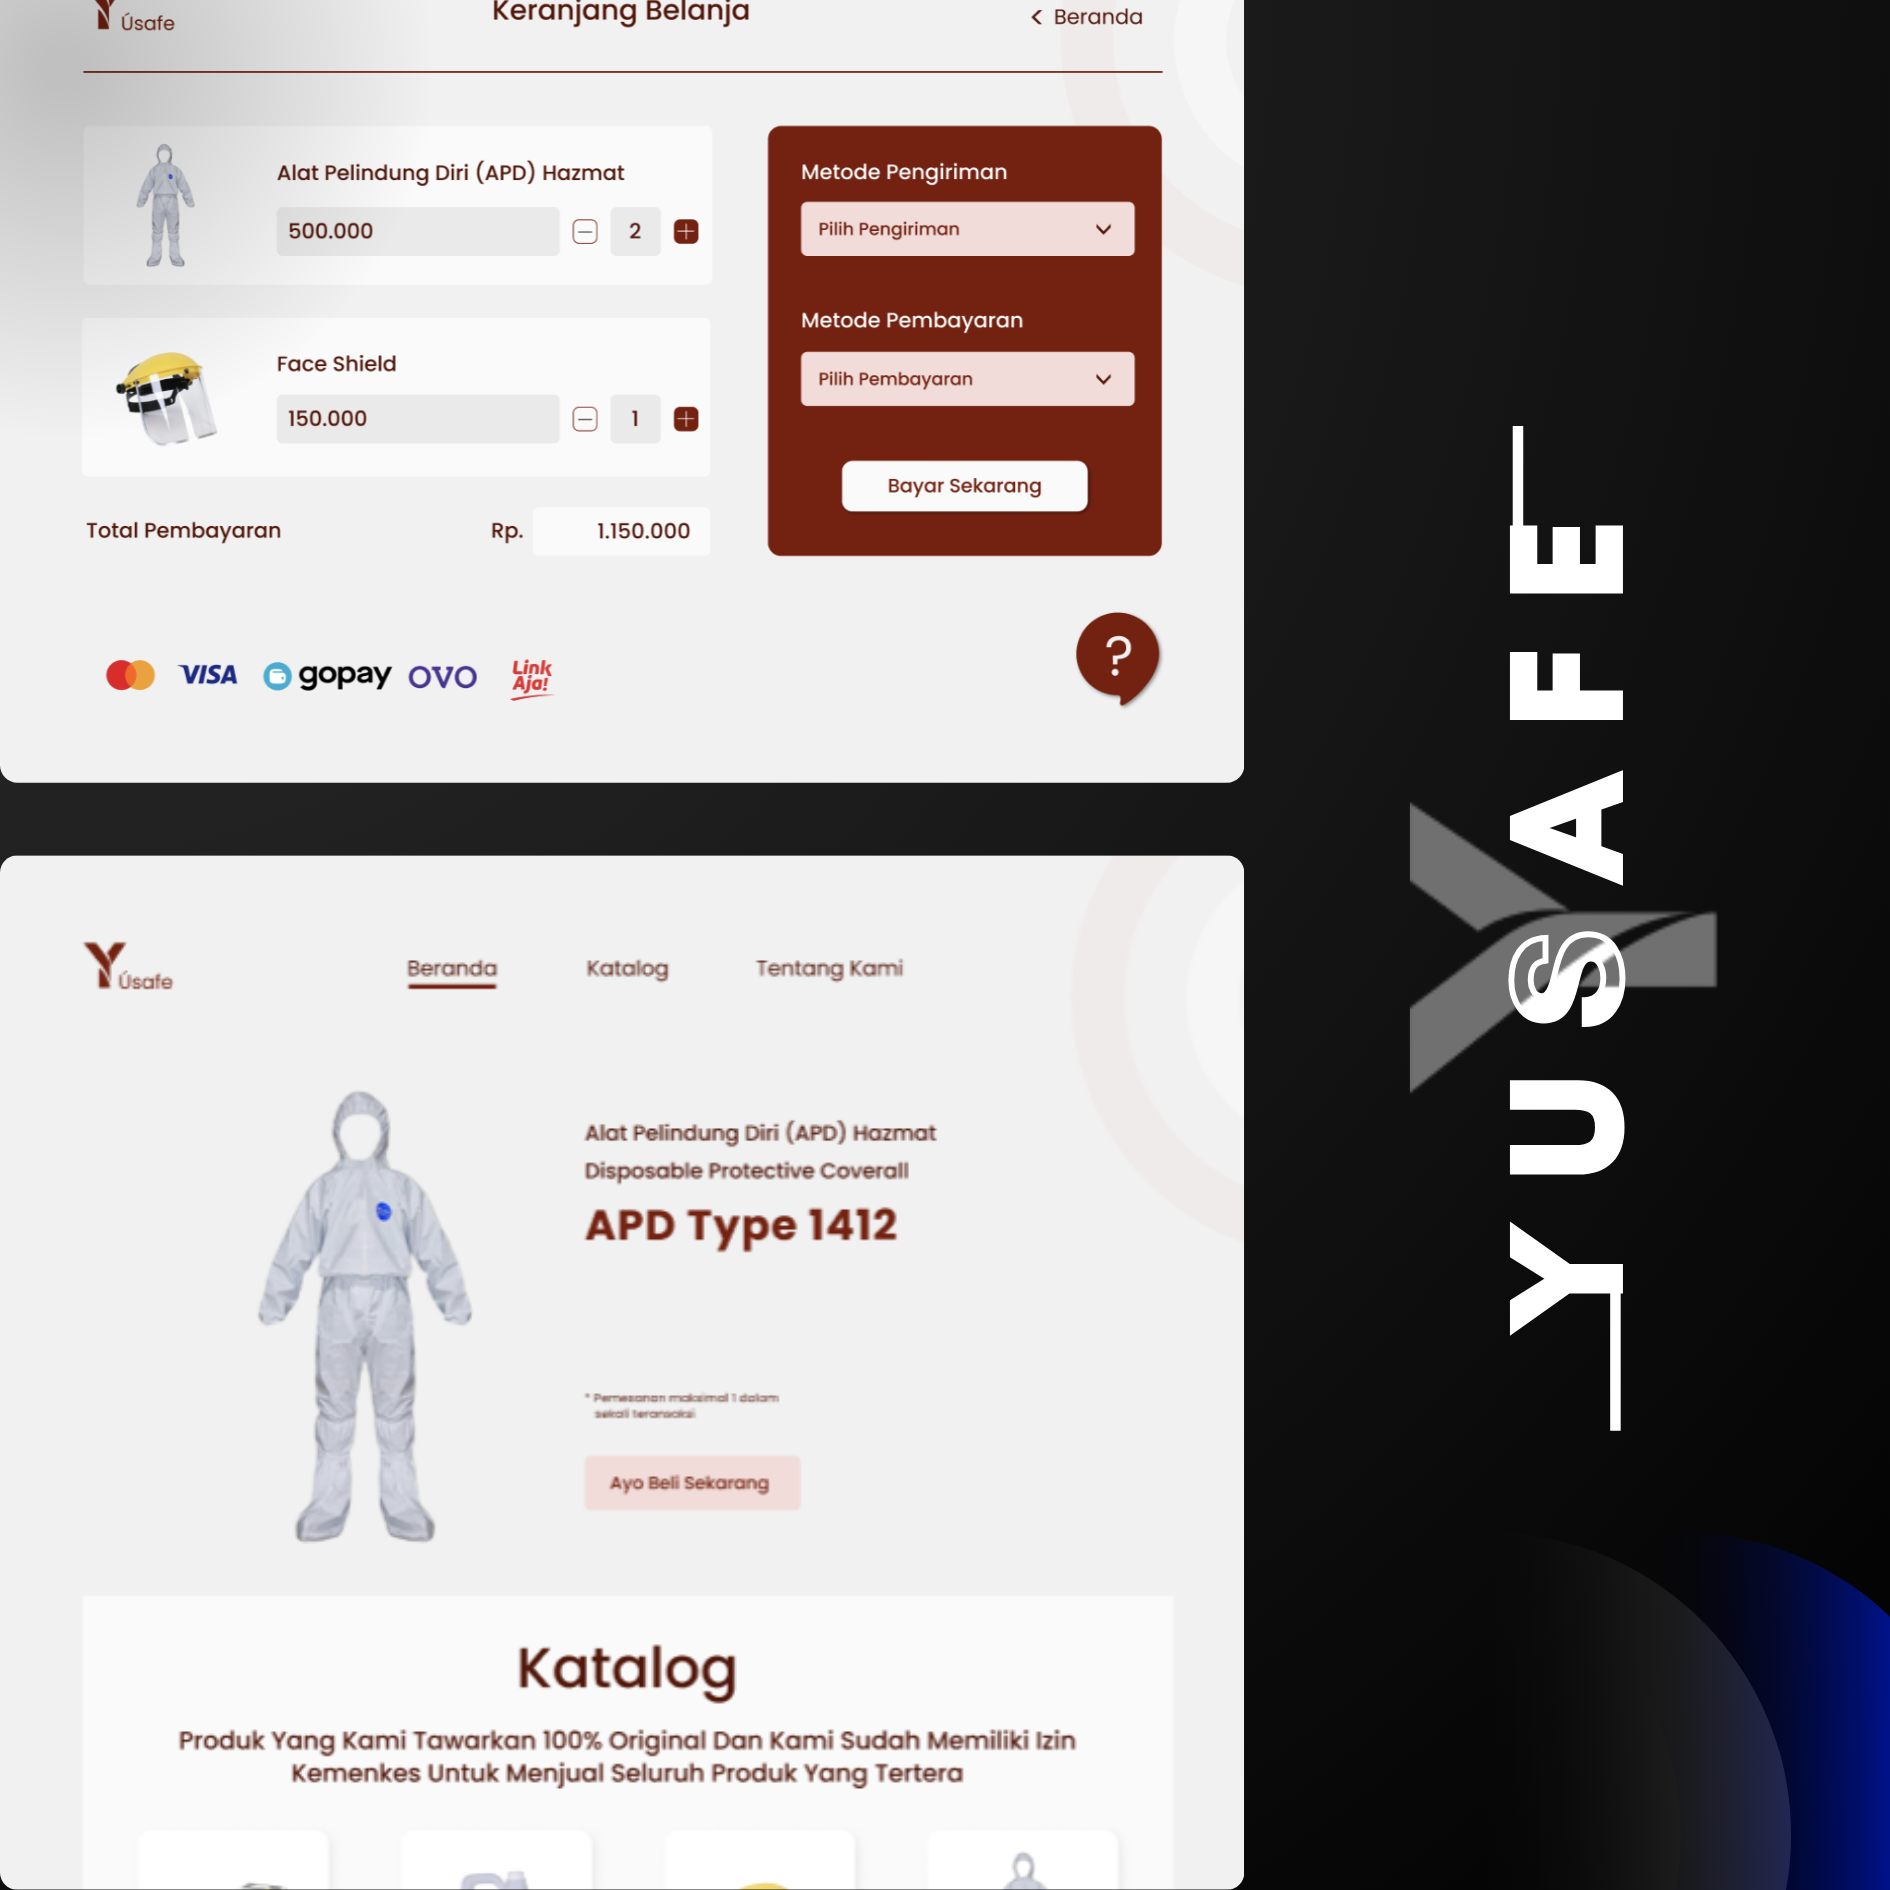 Úsafe
Keranjang Belanja
< Beranda
Alat Pelindung Diri (APD) Hazmat
500.000
2
Face Shield
150.000
1
Total Pembayaran
Rp.
1.150.000
Metode Pengiriman
Pilih Pengiriman
Metode Pembayaran
Pilih Pembayaran
Bayar Sekarang
VISA
gopay
OVO
Link
Aja!
?
Y Úsafe
Beranda
Katalog
Tentang Kami
Alat Pelindung Diri (APD) Hazmat
Disposable Protective Coverall
APD Type 1412
* Pemesanan maksimal 1 dalam
sekali teransaksi
Ayo Beli Sekarang
Katalog
Produk Yang Kami Tawarkan 100% Original Dan Kami Sudah Memiliki Izin
Kemenkes Untuk Menjual Seluruh Produk Yang Tertera
YUSAFE